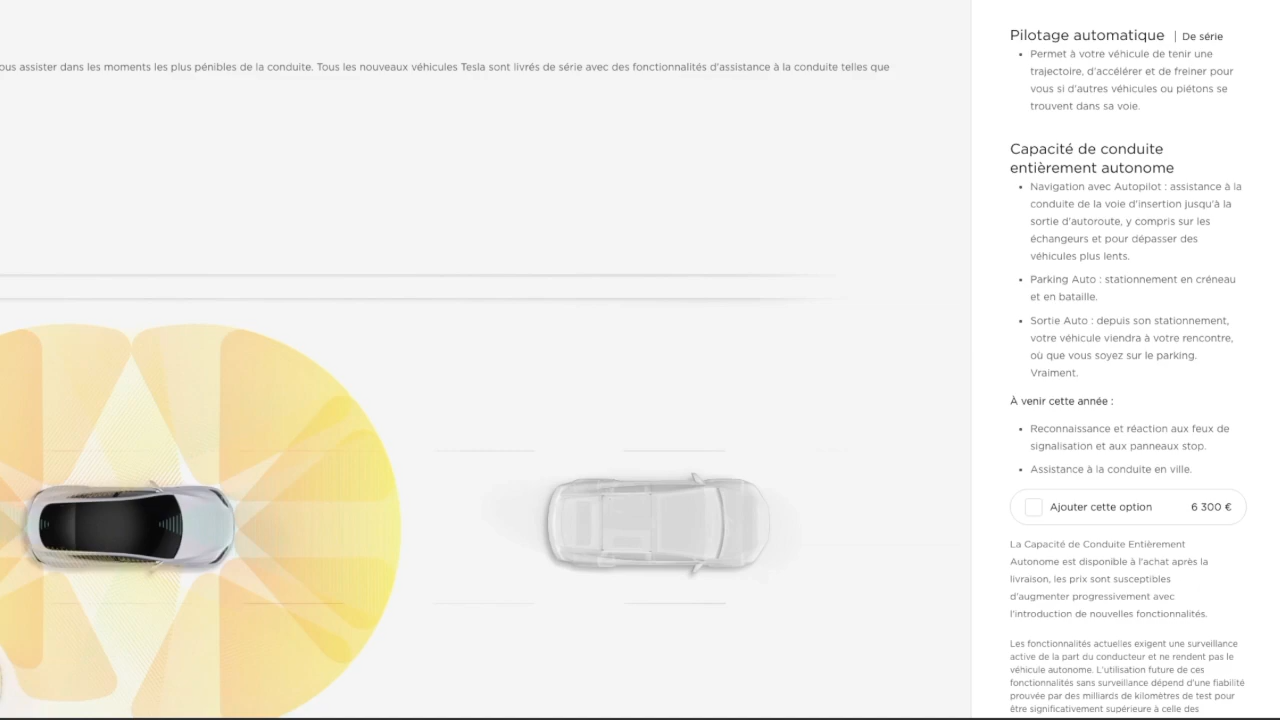 ous assister dans les moments les plus pénibles de la conduite. Tous les nouveaux véhicules Tesla sont livrés de série avec des fonctionnalités d'assistance à la conduite telles que
Pilotage automatique | De série
• Permet à votre véhicule de tenir une
trajectoire, d'accélérer et de freiner pour
vous si d'autres véhicules ou piétons se
trouvent dans sa voie.
Capacité de conduite
entièrement autonome
• Navigation avec Autopilot : assistance à la
conduite de la voie d'insertion jusqu'à la
sortie d'autoroute, y compris sur les
échangeurs et pour dépasser des
véhicules plus lents.
• Parking Auto : stationnement en créneau
et en bataille.
• Sortie Auto : depuis son stationnement,
votre véhicule viendra à votre rencontre,
où que vous soyez sur le parking.
Vraiment.
À venir cette année :
• Reconnaissance et réaction aux feux de
signalisation et aux panneaux stop.
• Assistance à la conduite en ville.
Ajouter cette option 6 300 €
La Capacité de Conduite Entièrement
Autonome est disponible à l'achat après la
livraison, les prix sont susceptibles
d'augmenter progressivement avec
l'introduction de nouvelles fonctionnalités.
Les fonctionnalités actuelles exigent une surveillance
active de la part du conducteur et ne rendent pas le
véhicule autonome. L'utilisation future de ces
fonctionnalités sans surveillance dépend d'une fiabilité
prouvée par des milliards de kilomètres de test pour
être significativement supérieure à celle des